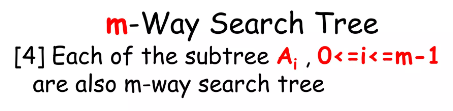 m-Way Search Tree
[4] Each of the subtree Aᵢ , 0<=i<=m-1
are also m-way search tree